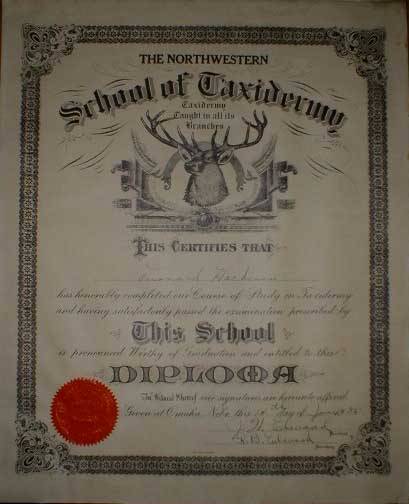 THE NORTHWESTERN
School of Taxidermy
Taxidermy
Taught in all its
Branches
THIS CERTIFIES THAT
has honorably completed our Course of Study in Taxidermy
and having satisfactorily passed the examination prescribed by
This School
is pronounced Worthy of Graduation and entitled to this
DIPLOMA
In Witness Whereof our signatures are hereunto affixed
Given at Omaha, Neb. this day of